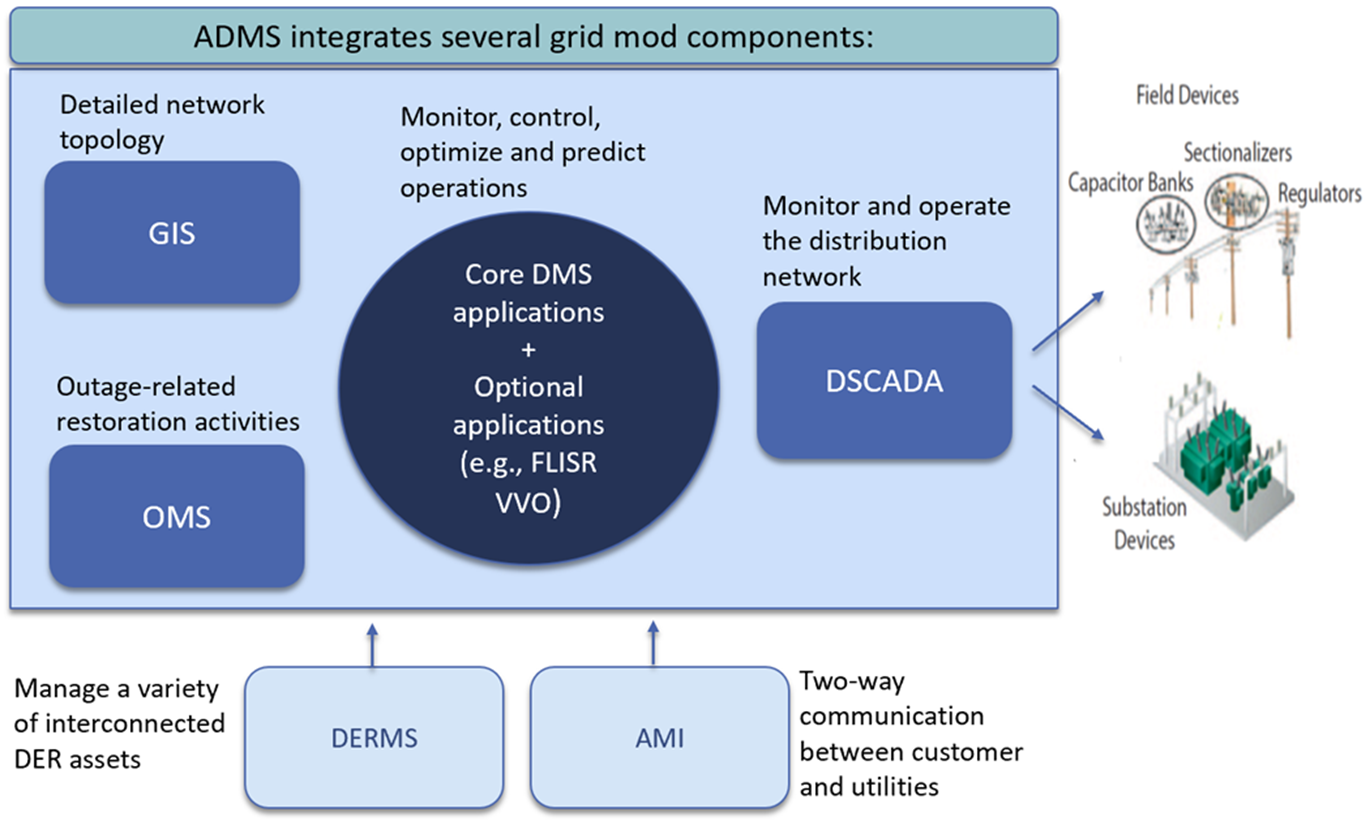 ADMS integrates several grid mod components:
Detailed network
topology
GIS
Outage-related
restoration activities
OMS
Monitor, control,
optimize and predict
operations
Core DMS
applications
+
Optional
applications
(e.g., FLISR
VVO)
Monitor and operate
the distribution
network
DSCADA
Field Devices
Sectionalizers
Capacitor Banks
Regulators
Substation
Devices
Manage a variety
of interconnected
DER assets
DERMS
AMI
Two-way
communication
between customer
and utilities